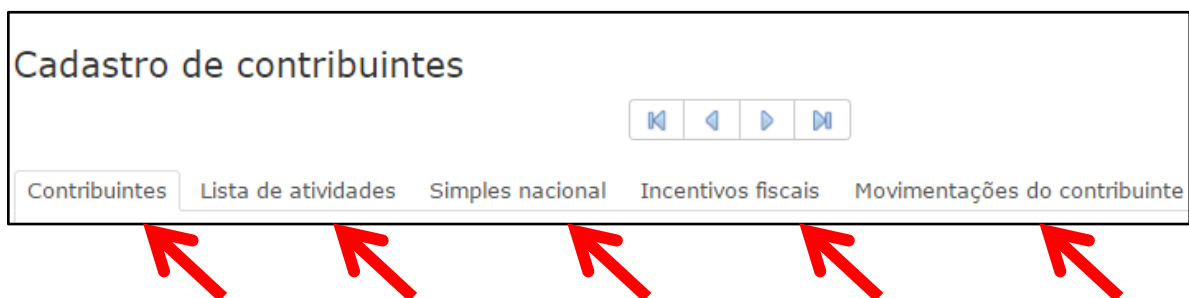 Cadastro de contribuintes
Contribuintes Lista de atividades Simples nacional Incentivos fiscais Movimentações do contribuinte